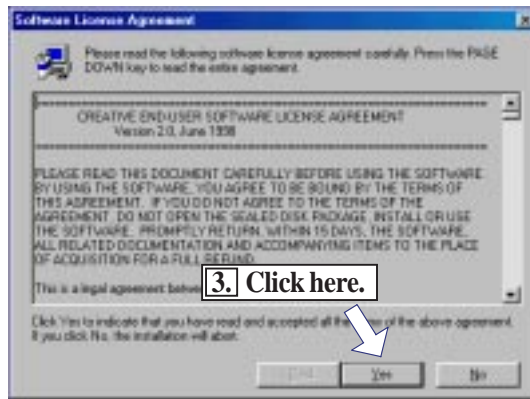 Software License Agreement
Please read the following software license agreement carefully. Press the PAGE
DOWN key to read the entire agreement.
CREATIVE END-USER SOFTWARE LICENSE AGREEMENT
Version 2.0, June 1998
PLEASE READ THIS DOCUMENT CAREFULLY BEFORE USING THE SOFTWARE.
BY USING THE SOFTWARE, YOU AGREE TO BE BOUND BY THE TERMS OF
THIS AGREEMENT. IF YOU DO NOT AGREE TO THE TERMS OF THE
AGREEMENT, DO NOT OPEN THE SEALED DISK PACKAGE, INSTALL OR USE
THE SOFTWARE. PROMPTLY RETURN, WITHIN 15 DAYS, THE SOFTWARE,
ALL RELATED DOCUMENTATION AND ACCOMPANYING ITEMS TO THE PLACE
OF ACQUISITION FOR A FULL REFUND.
This is a legal agreement
3. Click here.
Click Yes to indicate that you have read and accepted all the of the above agreement.
If you click No, the installation will abort.
Yes
No